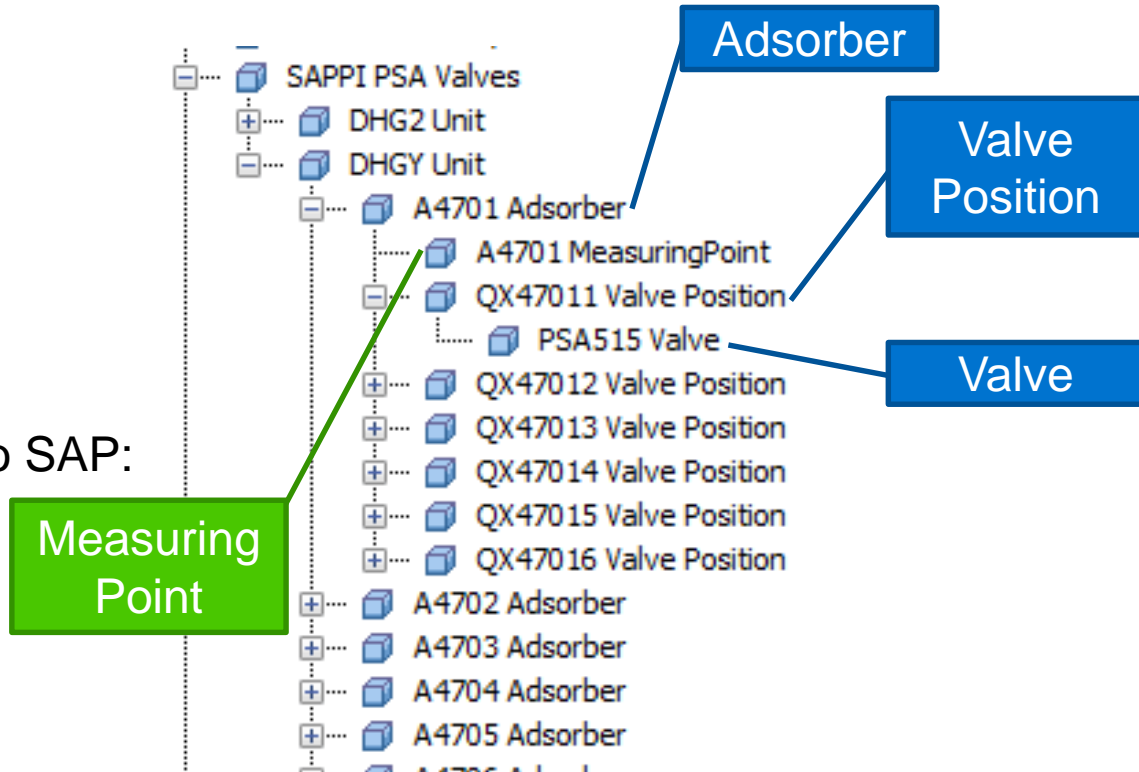 Adsorber
SAPPI PSA Valves
DHG2 Unit
Valve
Position
DHGY Unit
A4701 Adsorber
A4701 MeasuringPoint
QX47011 Valve Position
PSA515 Valve
Valve
QX47012 Valve Position
QX47013 Valve Position
o SAP:
QX47014 Valve Position
Measuring
Point
QX47015 Valve Position
QX47016 Valve Position
A4702 Adsorber
A4703 Adsorber
A4704 Adsorber
A4705 Adsorber